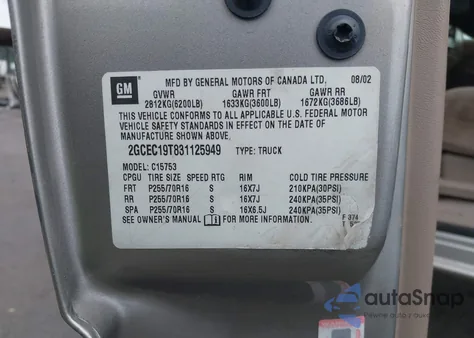 GM
MFD BY GENERAL MOTORS OF CANADA LTD, 08/02
GVWR GAWR FRT GAWR RR
2812KG(6200LB) 1633KG(3600LB) 1672KG(3686LB)
THIS VEHICLE CONFORMS TO ALL APPLICABLE U.S. FEDERAL MOTOR
VEHICLE SAFETY STANDARDS IN EFFECT ON THE DATE OF
MANUFACTURE SHOWN ABOVE.
2GCEC19T831125949 TYPE: TRUCK
MODEL: C15753
CPGU TIRE SIZE SPEED RTG RIM COLD TIRE PRESSURE
FRT P255/70R16 S 16X7J 210KPA(30PSI)
RR P255/70R16 S 16X7J 240KPA(35PSI)
SPA P255/70R16 S 16X6.5J 240KPA(35PSI)
SEE OWNER'S MANUAL FOR MORE INFORMATION
autoSnap
Private auction access